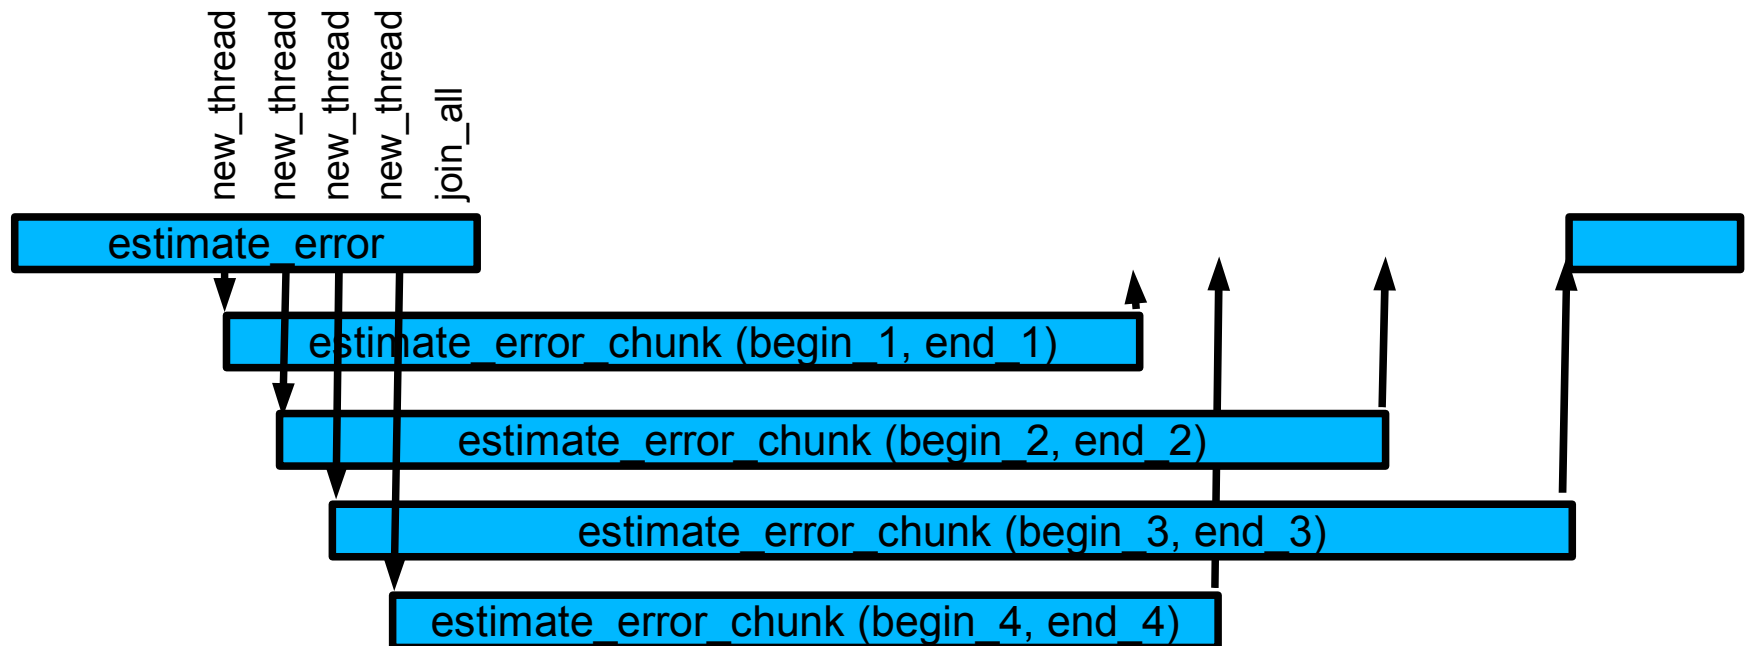 new_thread
new_thread
new_thread
new_thread
join_all
estimate_error
estimate_error_chunk (begin_1, end_1)
estimate_error_chunk (begin_2, end_2)
estimate_error_chunk (begin_3, end_3)
estimate_error_chunk (begin_4, end_4)